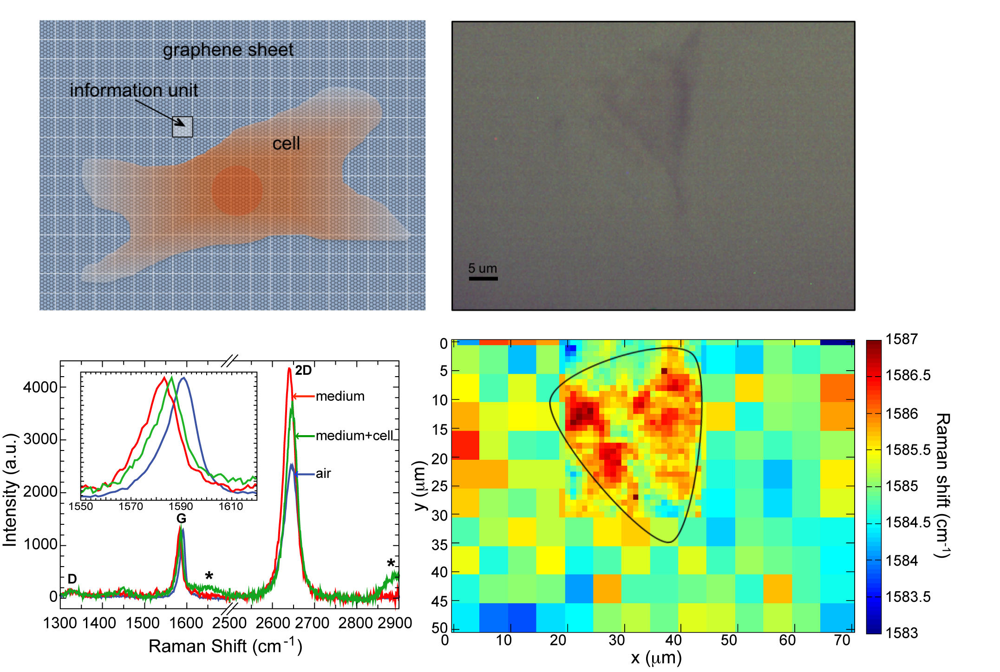 graphene sheet
information unit
cell
5 um
Intensity (a.u.)
4000
3000
2000
1000
0
1300 1400 1500 1600 2500 2600 2700 2800 2900
Raman Shift (cm-1)
2D
medium
medium+cell
air
G
D
*
*
1550 1570 1590 1610
y (μm)
0
5
10
15
20
25
30
35
40
45
50
0 10 20 30 40 50 60 70
x (μm)
1587
1586.5
1586
1585.5
1585
1584.5
1584
1583.5
1583
Raman shift (cm-1)